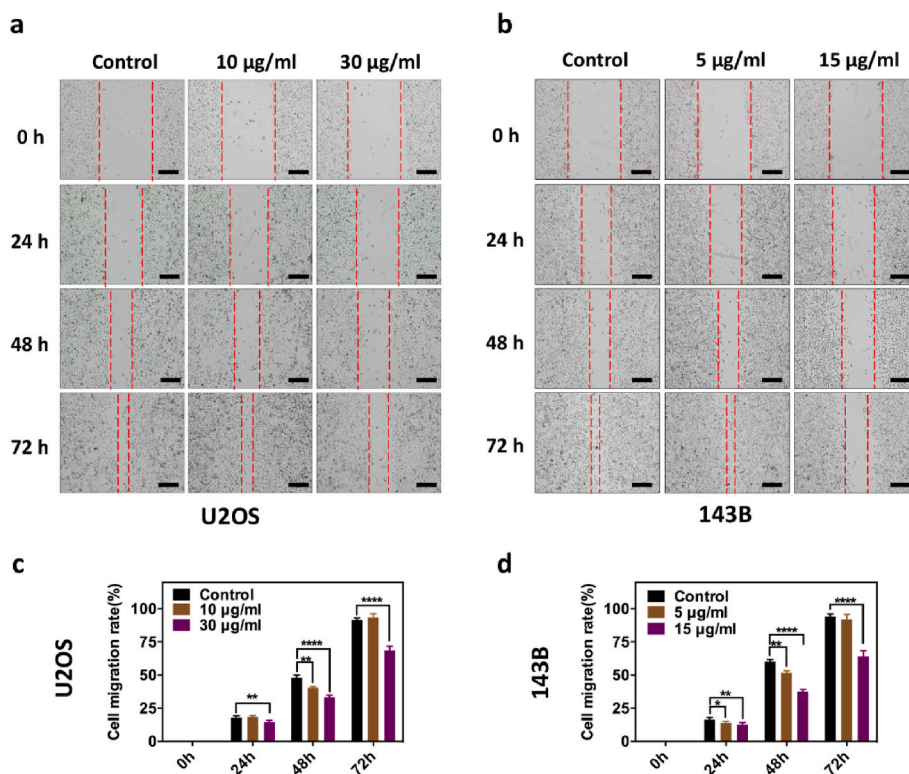 a
Control 10 µg/ml 30 µg/ml
0 h
24 h
48 h
72 h
U2OS
b
Control 5 µg/ml 15 µg/ml
0 h
24 h
48 h
72 h
143B
c
U2OS
Cell migration rate(%)
100
75
50
25
0
Control
10 µg/ml
30 µg/ml
**
**
****
****
0h 24h 48h 72h
d
143B
Cell migration rate(%)
100
75
50
25
0
Control
5 µg/ml
15 µg/ml
*
**
**
****
****
0h 24h 48h 72h